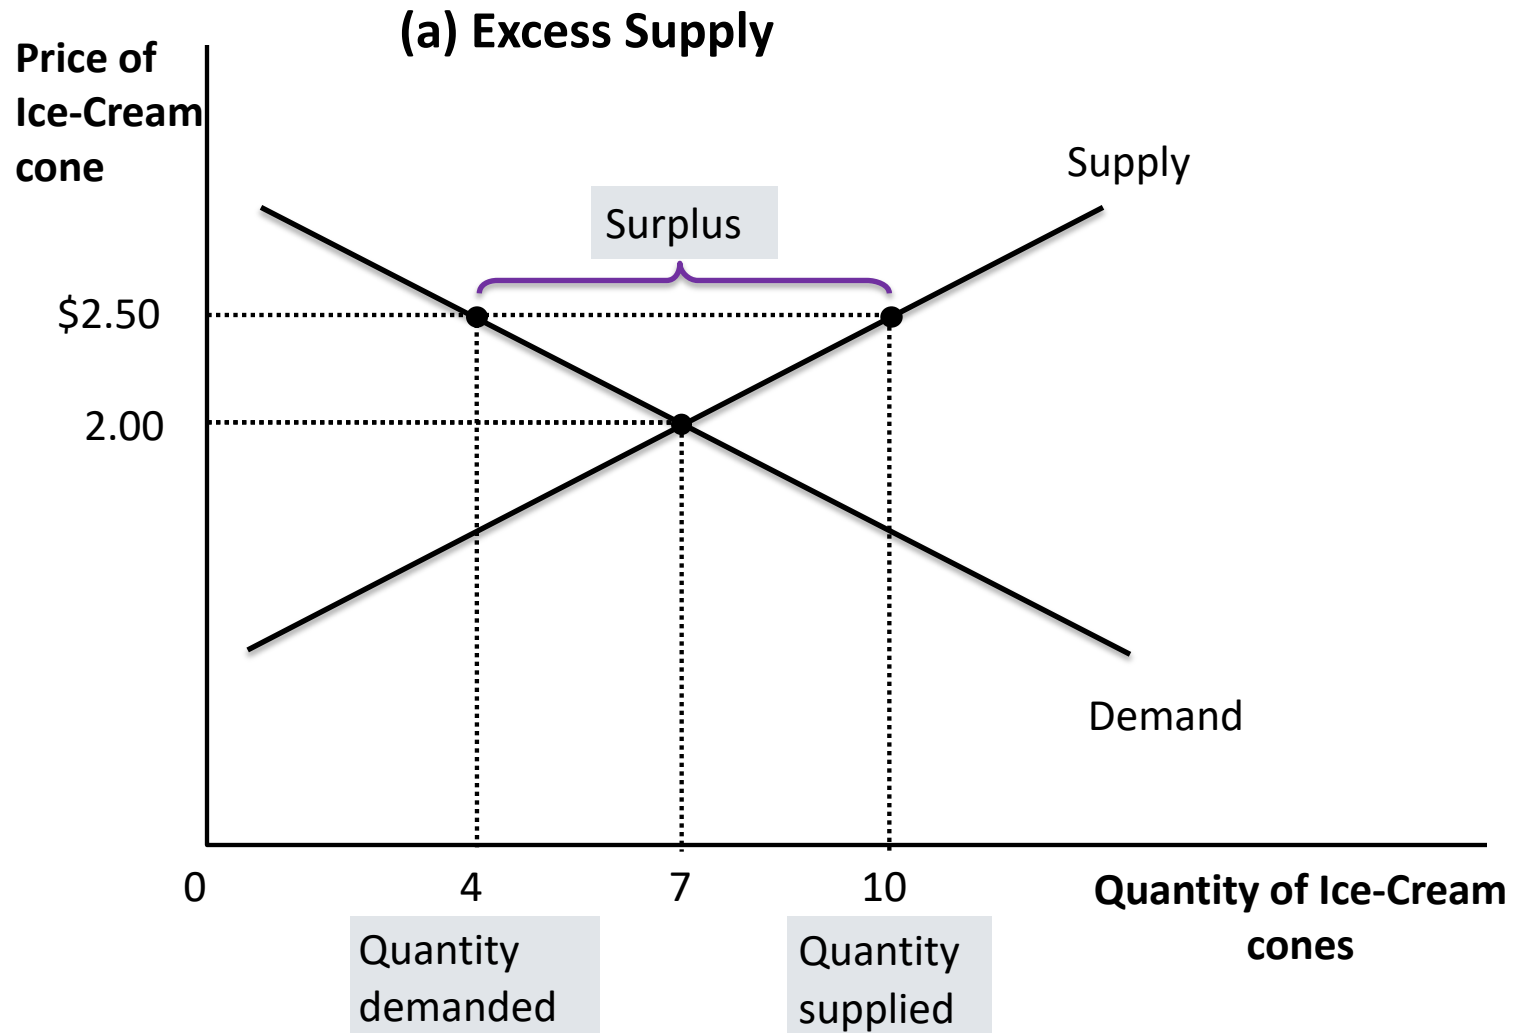 (a) Excess Supply
Price of
Ice-Cream
cone
Supply
Surplus
$2.50
2.00
Demand
0
4
7
10
Quantity of Ice-Cream
cones
Quantity
demanded
Quantity
supplied